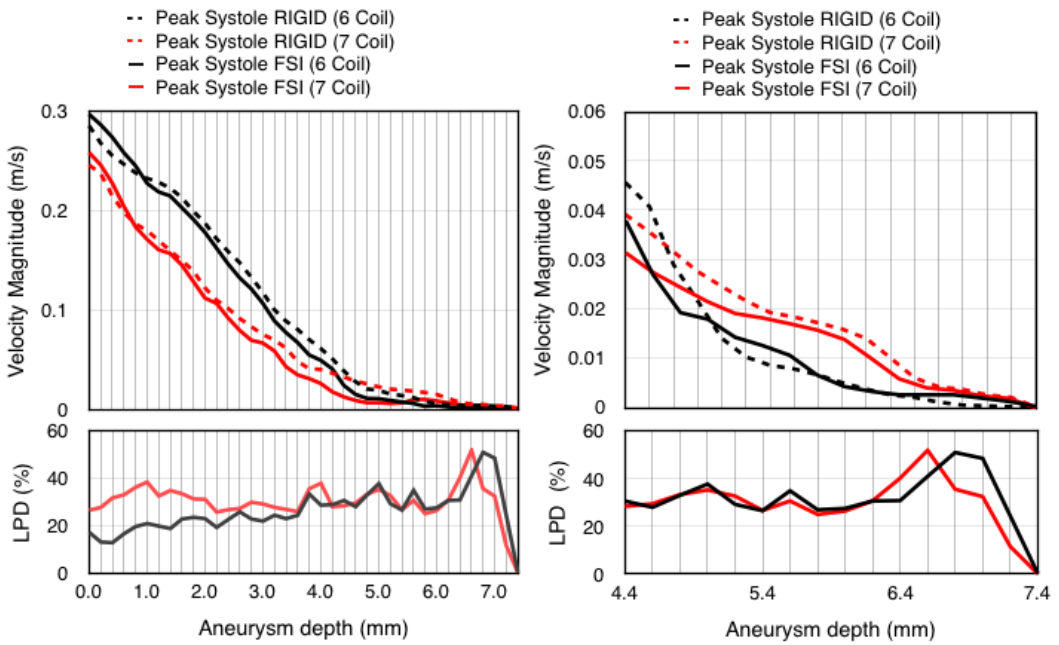 Peak Systole RIGID (6 Coil)
Peak Systole RIGID (7 Coil)
Peak Systole FSI (6 Coil)
Peak Systole FSI (7 Coil)
0.3
0.2
0.1
0
Velocity Magnitude (m/s)
60
40
20
0
LPD (%)
0.0 1.0 2.0 3.0 4.0 5.0 6.0 7.0
Aneurysm depth (mm)
Peak Systole RIGID (6 Coil)
Peak Systole RIGID (7 Coil)
Peak Systole FSI (6 Coil)
Peak Systole FSI (7 Coil)
0.06
0.05
0.04
0.03
0.02
0.01
0
Velocity Magnitude (m/s)
60
40
20
0
LPD (%)
4.4 5.4 6.4 7.4
Aneurysm depth (mm)